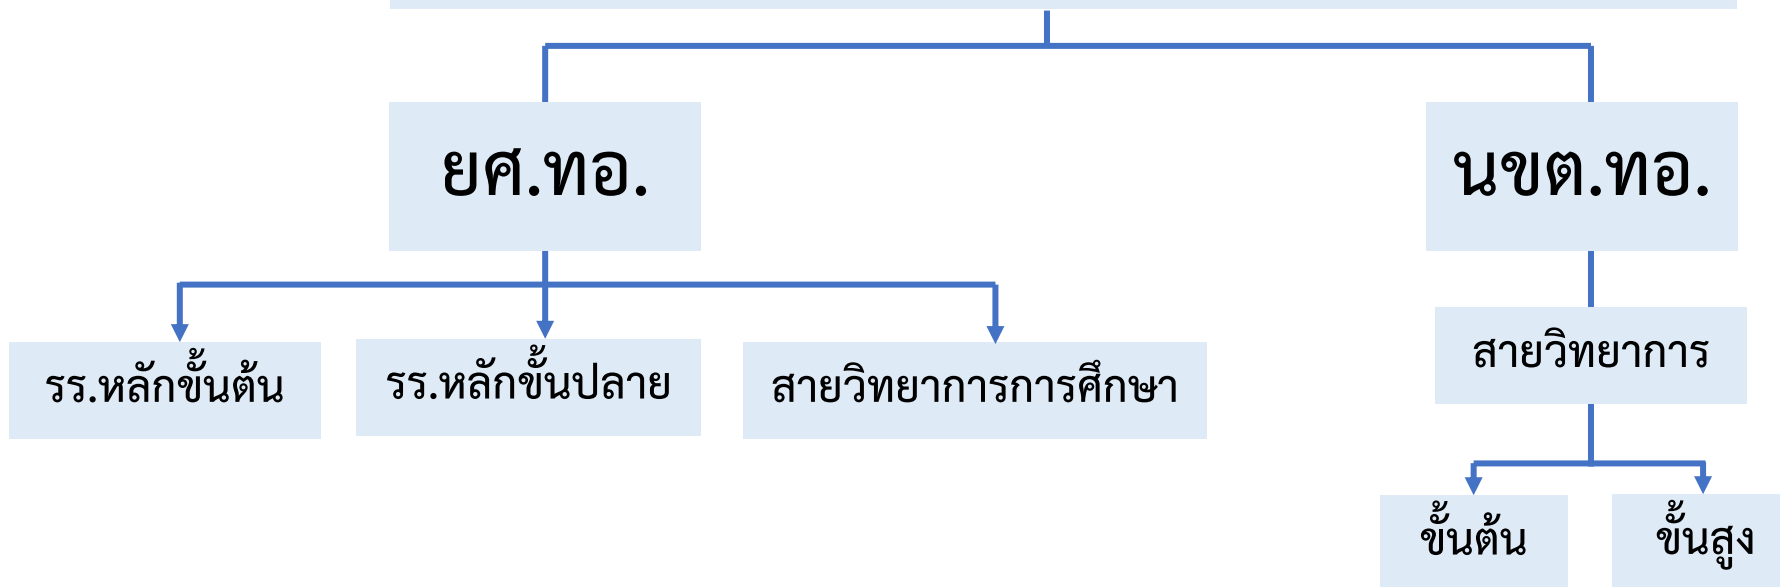 ยศ.ทอ.
นขต.ทอ.
รร.หลักขั้นต้น
รร.หลักขั้นปลาย
สายวิทยาการการศึกษา
สายวิทยาการ
ขั้นต้น
ขั้นสูง